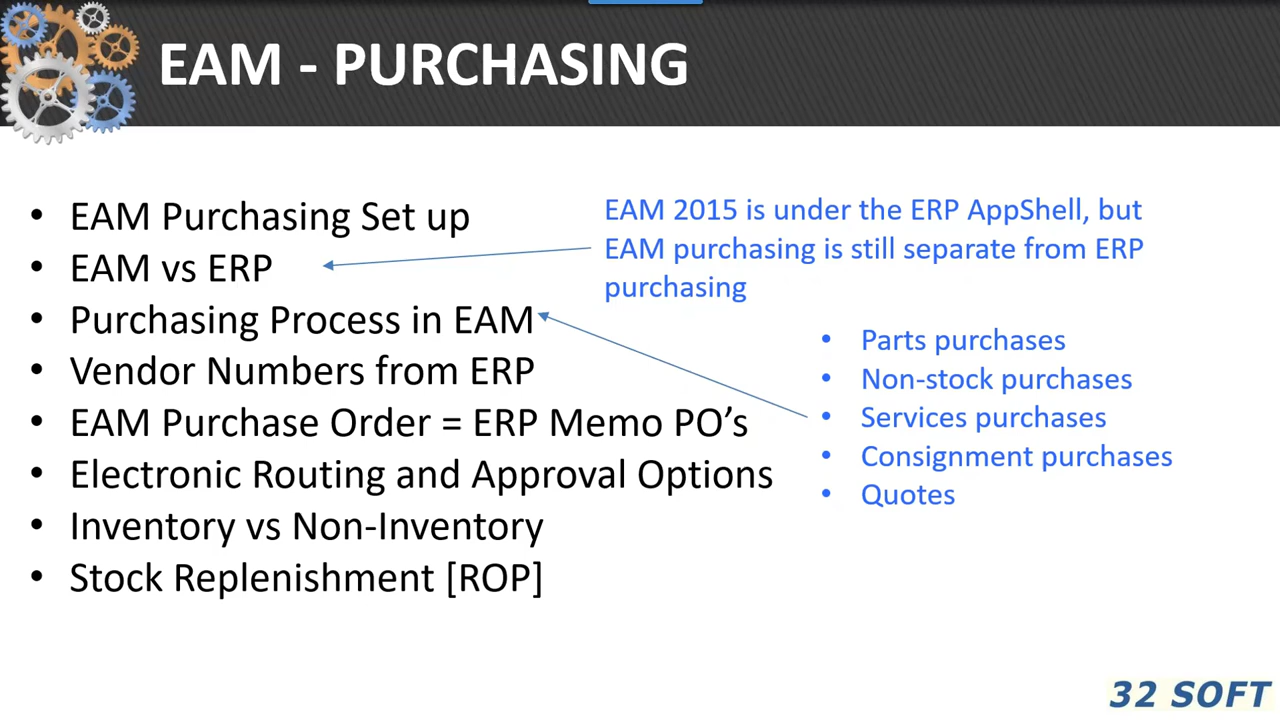 EAM - PURCHASING
• EAM Purchasing Set up
• EAM vs ERP
• Purchasing Process in EAM
• Vendor Numbers from ERP
• EAM Purchase Order = ERP Memo PO’s
• Electronic Routing and Approval Options
• Inventory vs Non-Inventory
• Stock Replenishment [ROP]
EAM 2015 is under the ERP AppShell, but
EAM purchasing is still separate from ERP
purchasing
• Parts purchases
• Non-stock purchases
• Services purchases
• Consignment purchases
• Quotes
32 SOFT